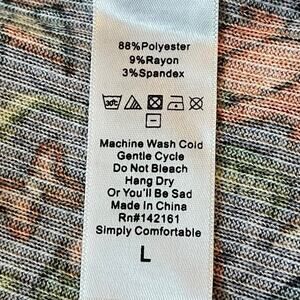 88%Polyester
9%Rayon
3%Spandex
30°
Machine Wash Cold
Gentle Cycle
Do Not Bleach
Hang Dry
Or You'll Be Sad
Made In China
Rn#142161
Simply Comfortable
L